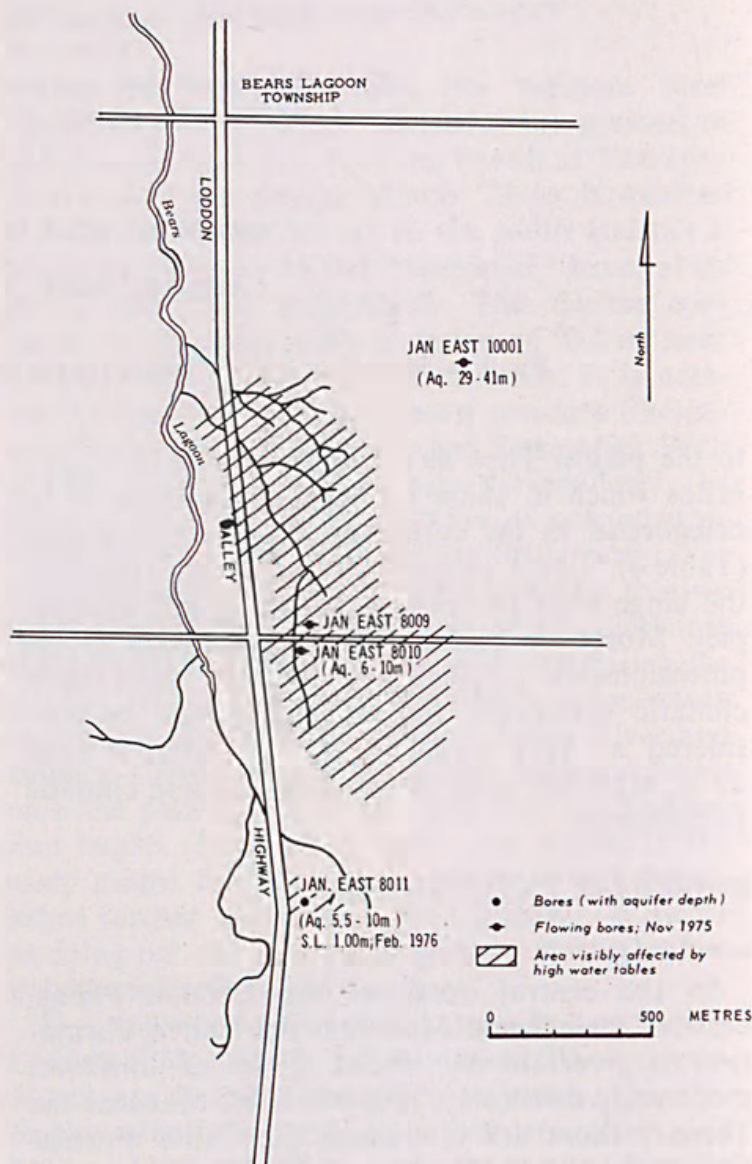 BEARS LAGOON
TOWNSHIP
LODDON
Bears
North
JAN EAST 10001
(Aq. 29-41m)
Lagoon
VALLEY
JAN EAST 8009
JAN EAST 8010
(Aq. 6-10m)
HIGHWAY
JAN. EAST 8011
(Aq. 5.5 - 10m)
S.L. 1.00m; Feb. 1976
Bores (with aquifer depth)
Flowing bores; Nov 1975
Area visibly affected by
high water tables
0 500 METRES